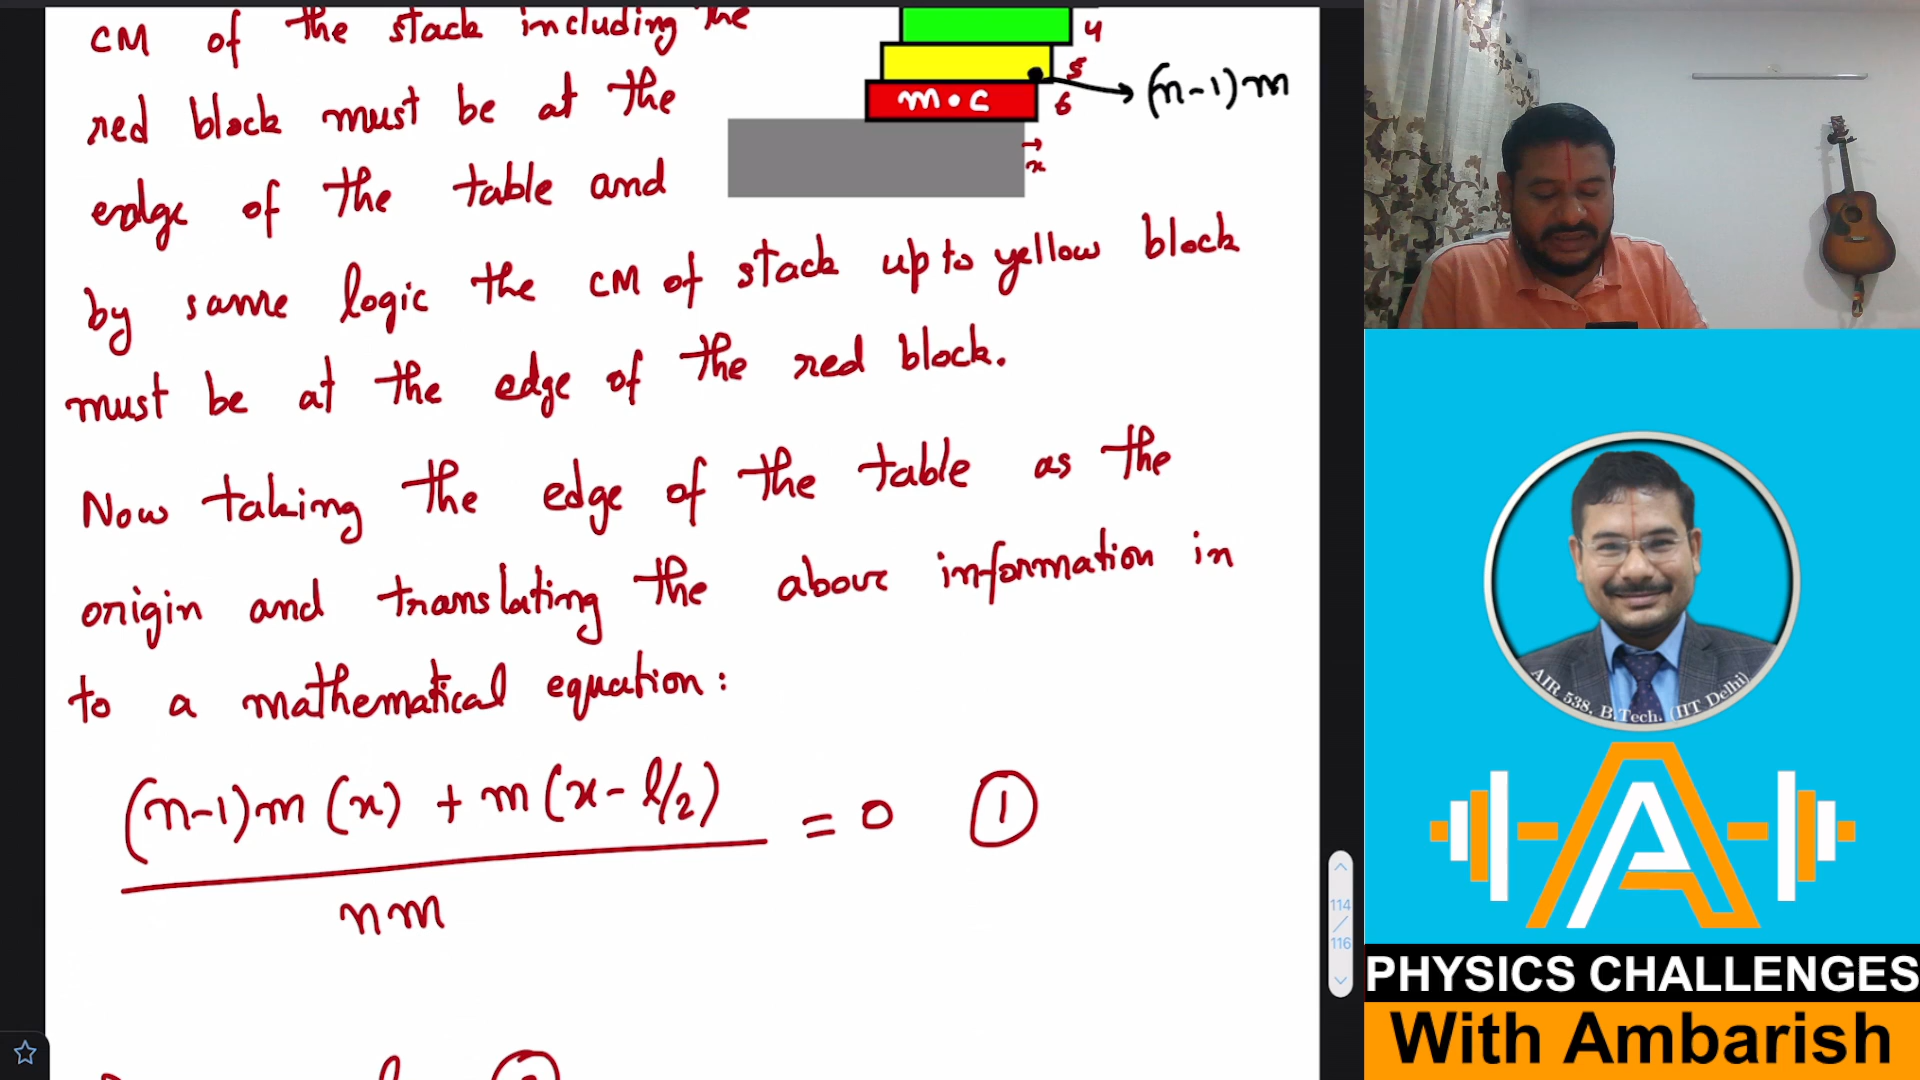 CM of the stack including the
red block must be at the
edge of the table and
by same logic the CM of stack up to yellow block
must be at the edge of the red block.
Now taking the edge of the table as the
origin and translating the above information in
to a mathematical equation:
(n-1)m(x) + m(x-l/2)
= 0 ①
nm
4
5
6
m•c
(n-1)m
x
114
/
116
AIR 538, B.Tech. (IIT Delhi)
PHYSICS CHALLENGES
With Ambarish